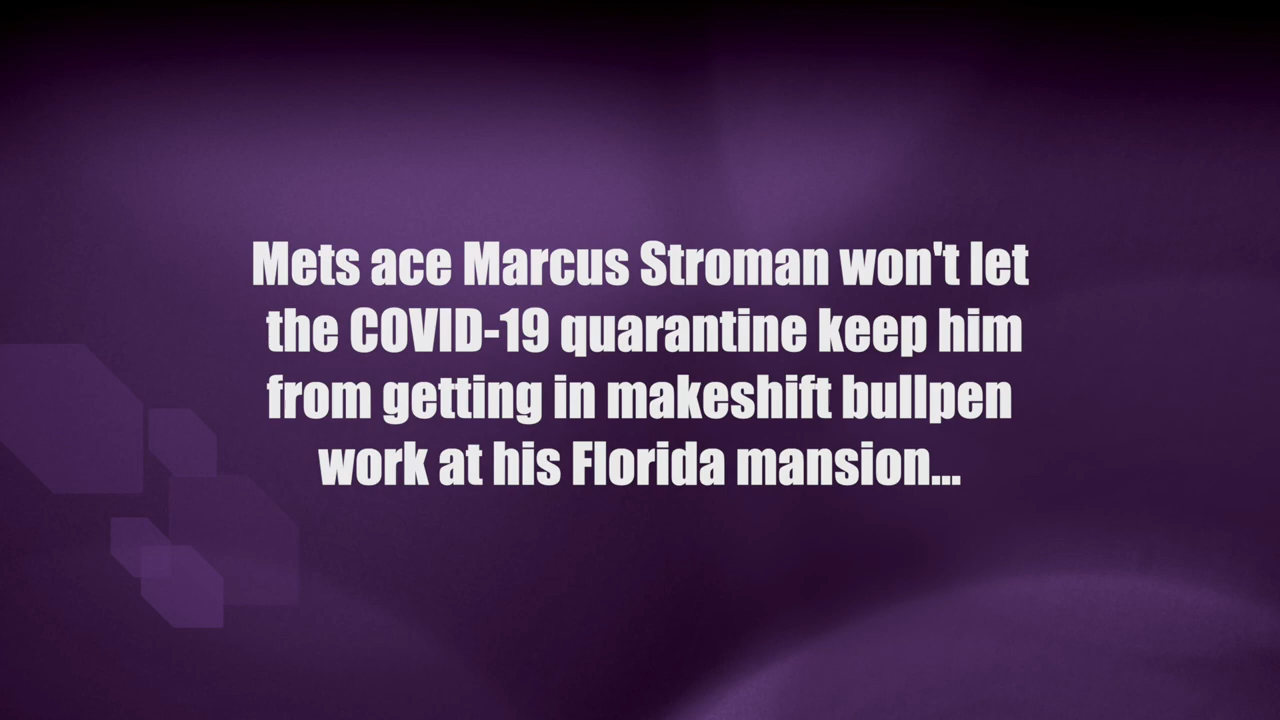 Mets ace Marcus Stroman won't let
the COVID-19 quarantine keep him
from getting in makeshift bullpen
work at his Florida mansion...